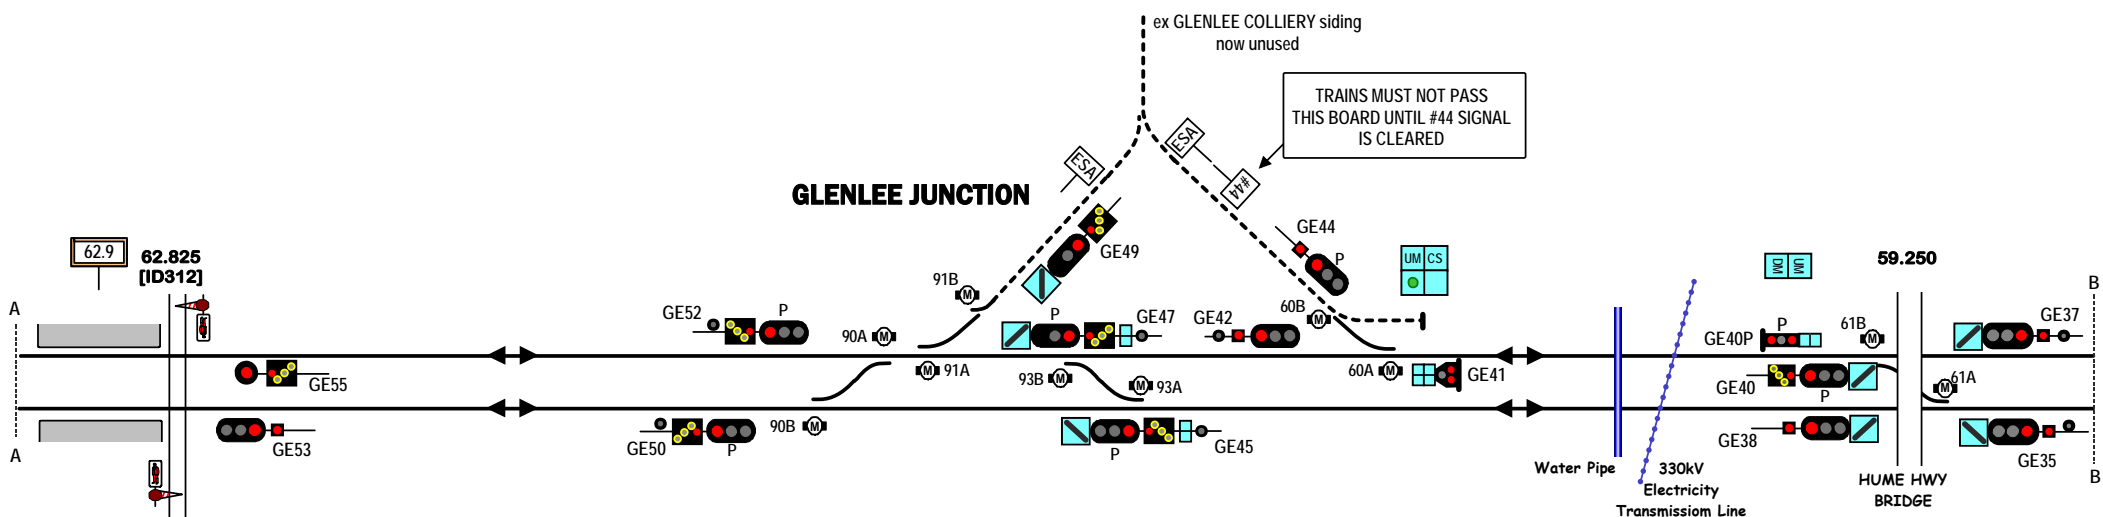 ex GLENLEE COLLIERY siding
now unused
TRAINS MUST NOT PASS
THIS BOARD UNTIL #44 SIGNAL
IS CLEARED
ESA
ESA
#44
GLENLEE JUNCTION
GE49
GE44
P
UM CS
DM UM
62.9
62.825
[ID312]
59.250
91B
GE52
P
90A
P
GE47
GE42
60B
GE40P
P
61B
GE37
A
B
GE55
91A
93B
93A
60A
GE41
GE40
P
61A
A
GE53
GE50
P
90B
P
GE45
GE38
GE35
B
Water Pipe
330kV
Electricity
Transmissiom Line
HUME HWY
BRIDGE
M
M
M
M
M
M
M
M
M
M